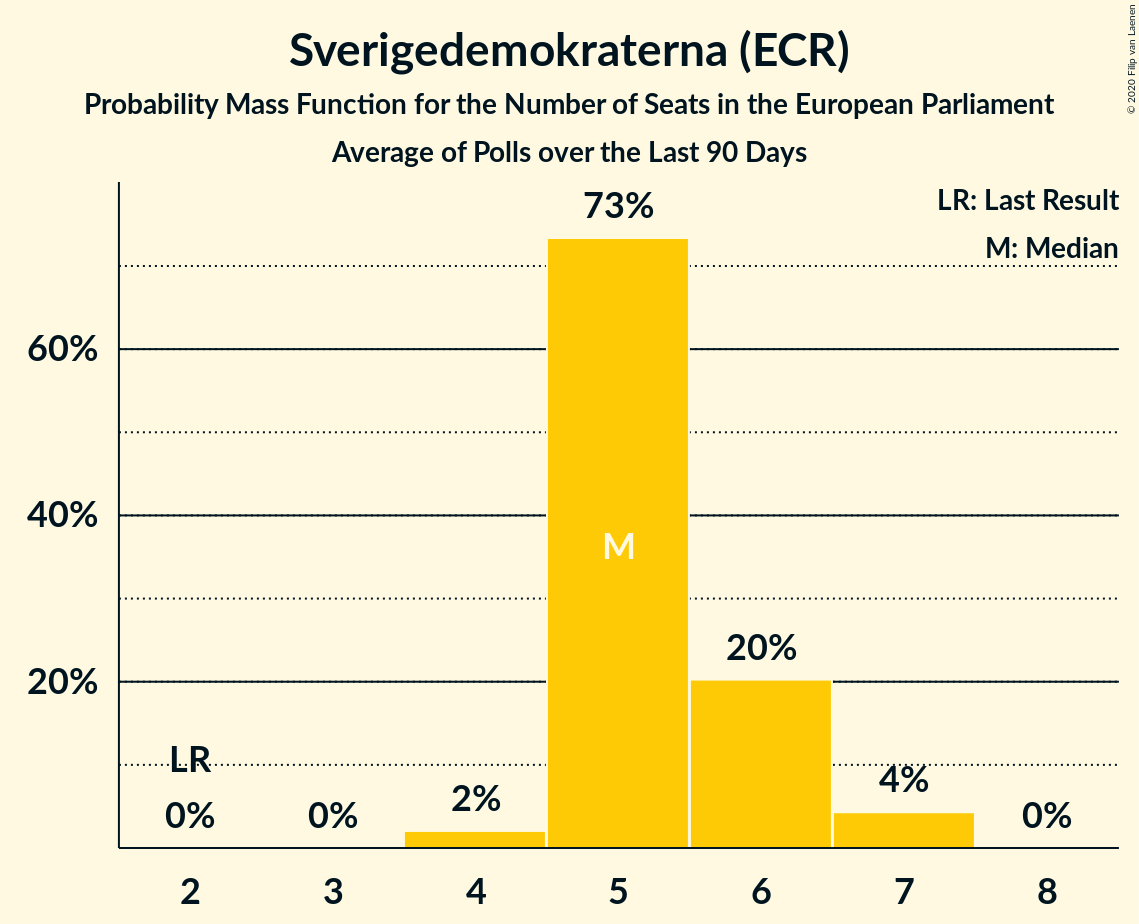 Sverigedemokraterna (ECR)
Probability Mass Function for the Number of Seats in the European Parliament
Average of Polls over the Last 90 Days
© 2020 Filip van Laenen
LR: Last Result
M: Median
73%
60%
40%
M
20%
20%
LR
0%
0%
2%
4%
0%
2
3
4
5
6
7
8